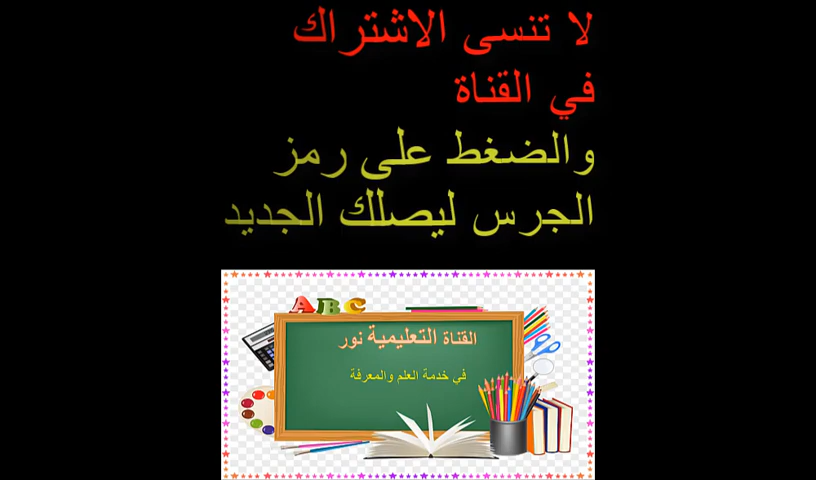 لا تنسى الاشتراك
في القناة
والضغط على رمز
الجرس ليصلك الجديد
ABC
القناة التعليمية نور
في خدمة العلم والمعرفة